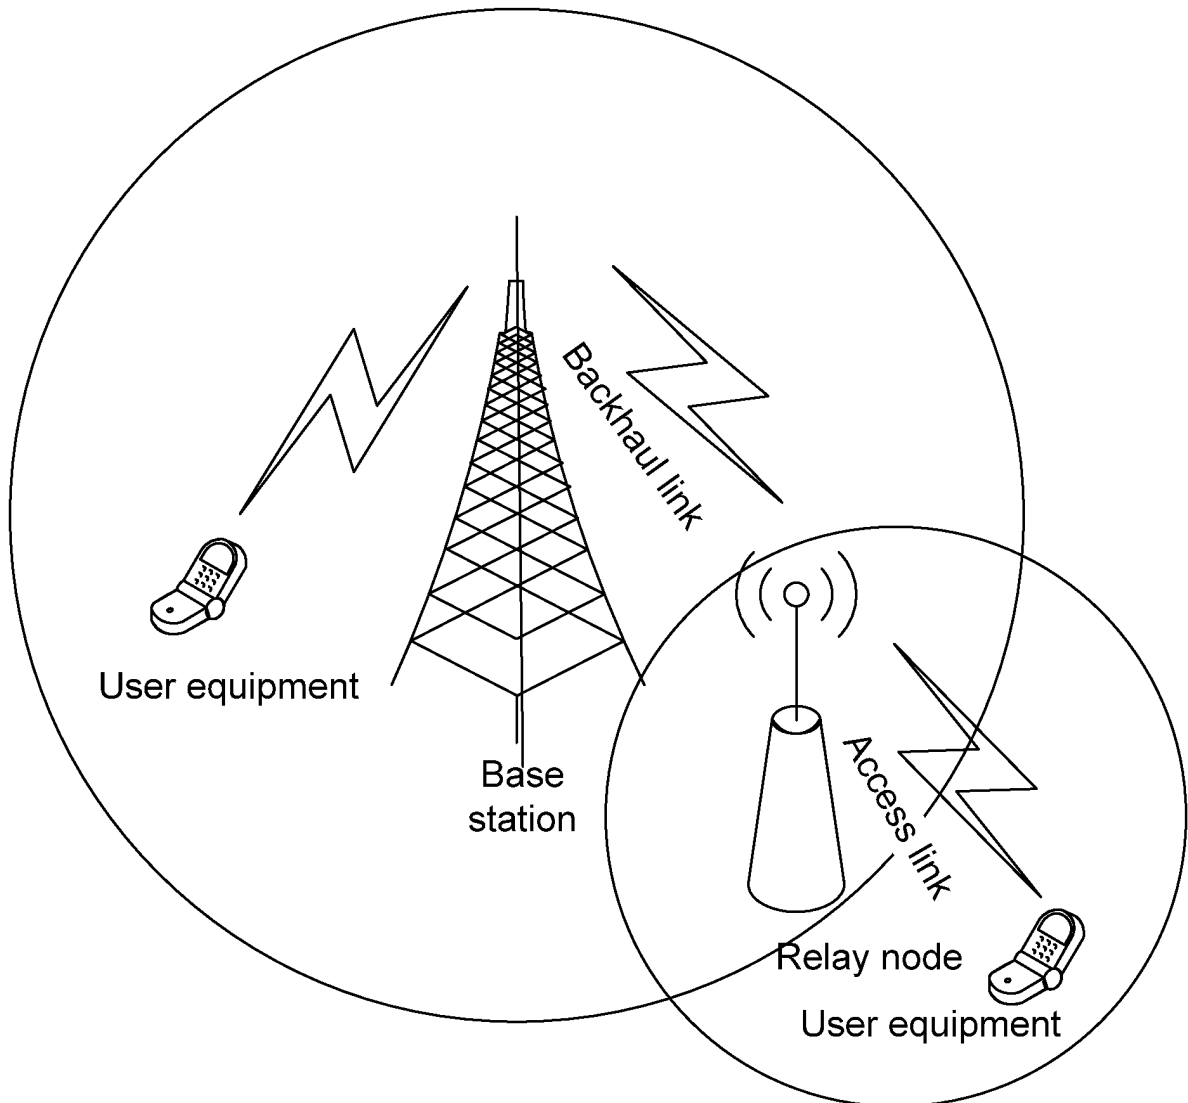 Backhaul link
User equipment
Base
station
Access link
Relay node
User equipment